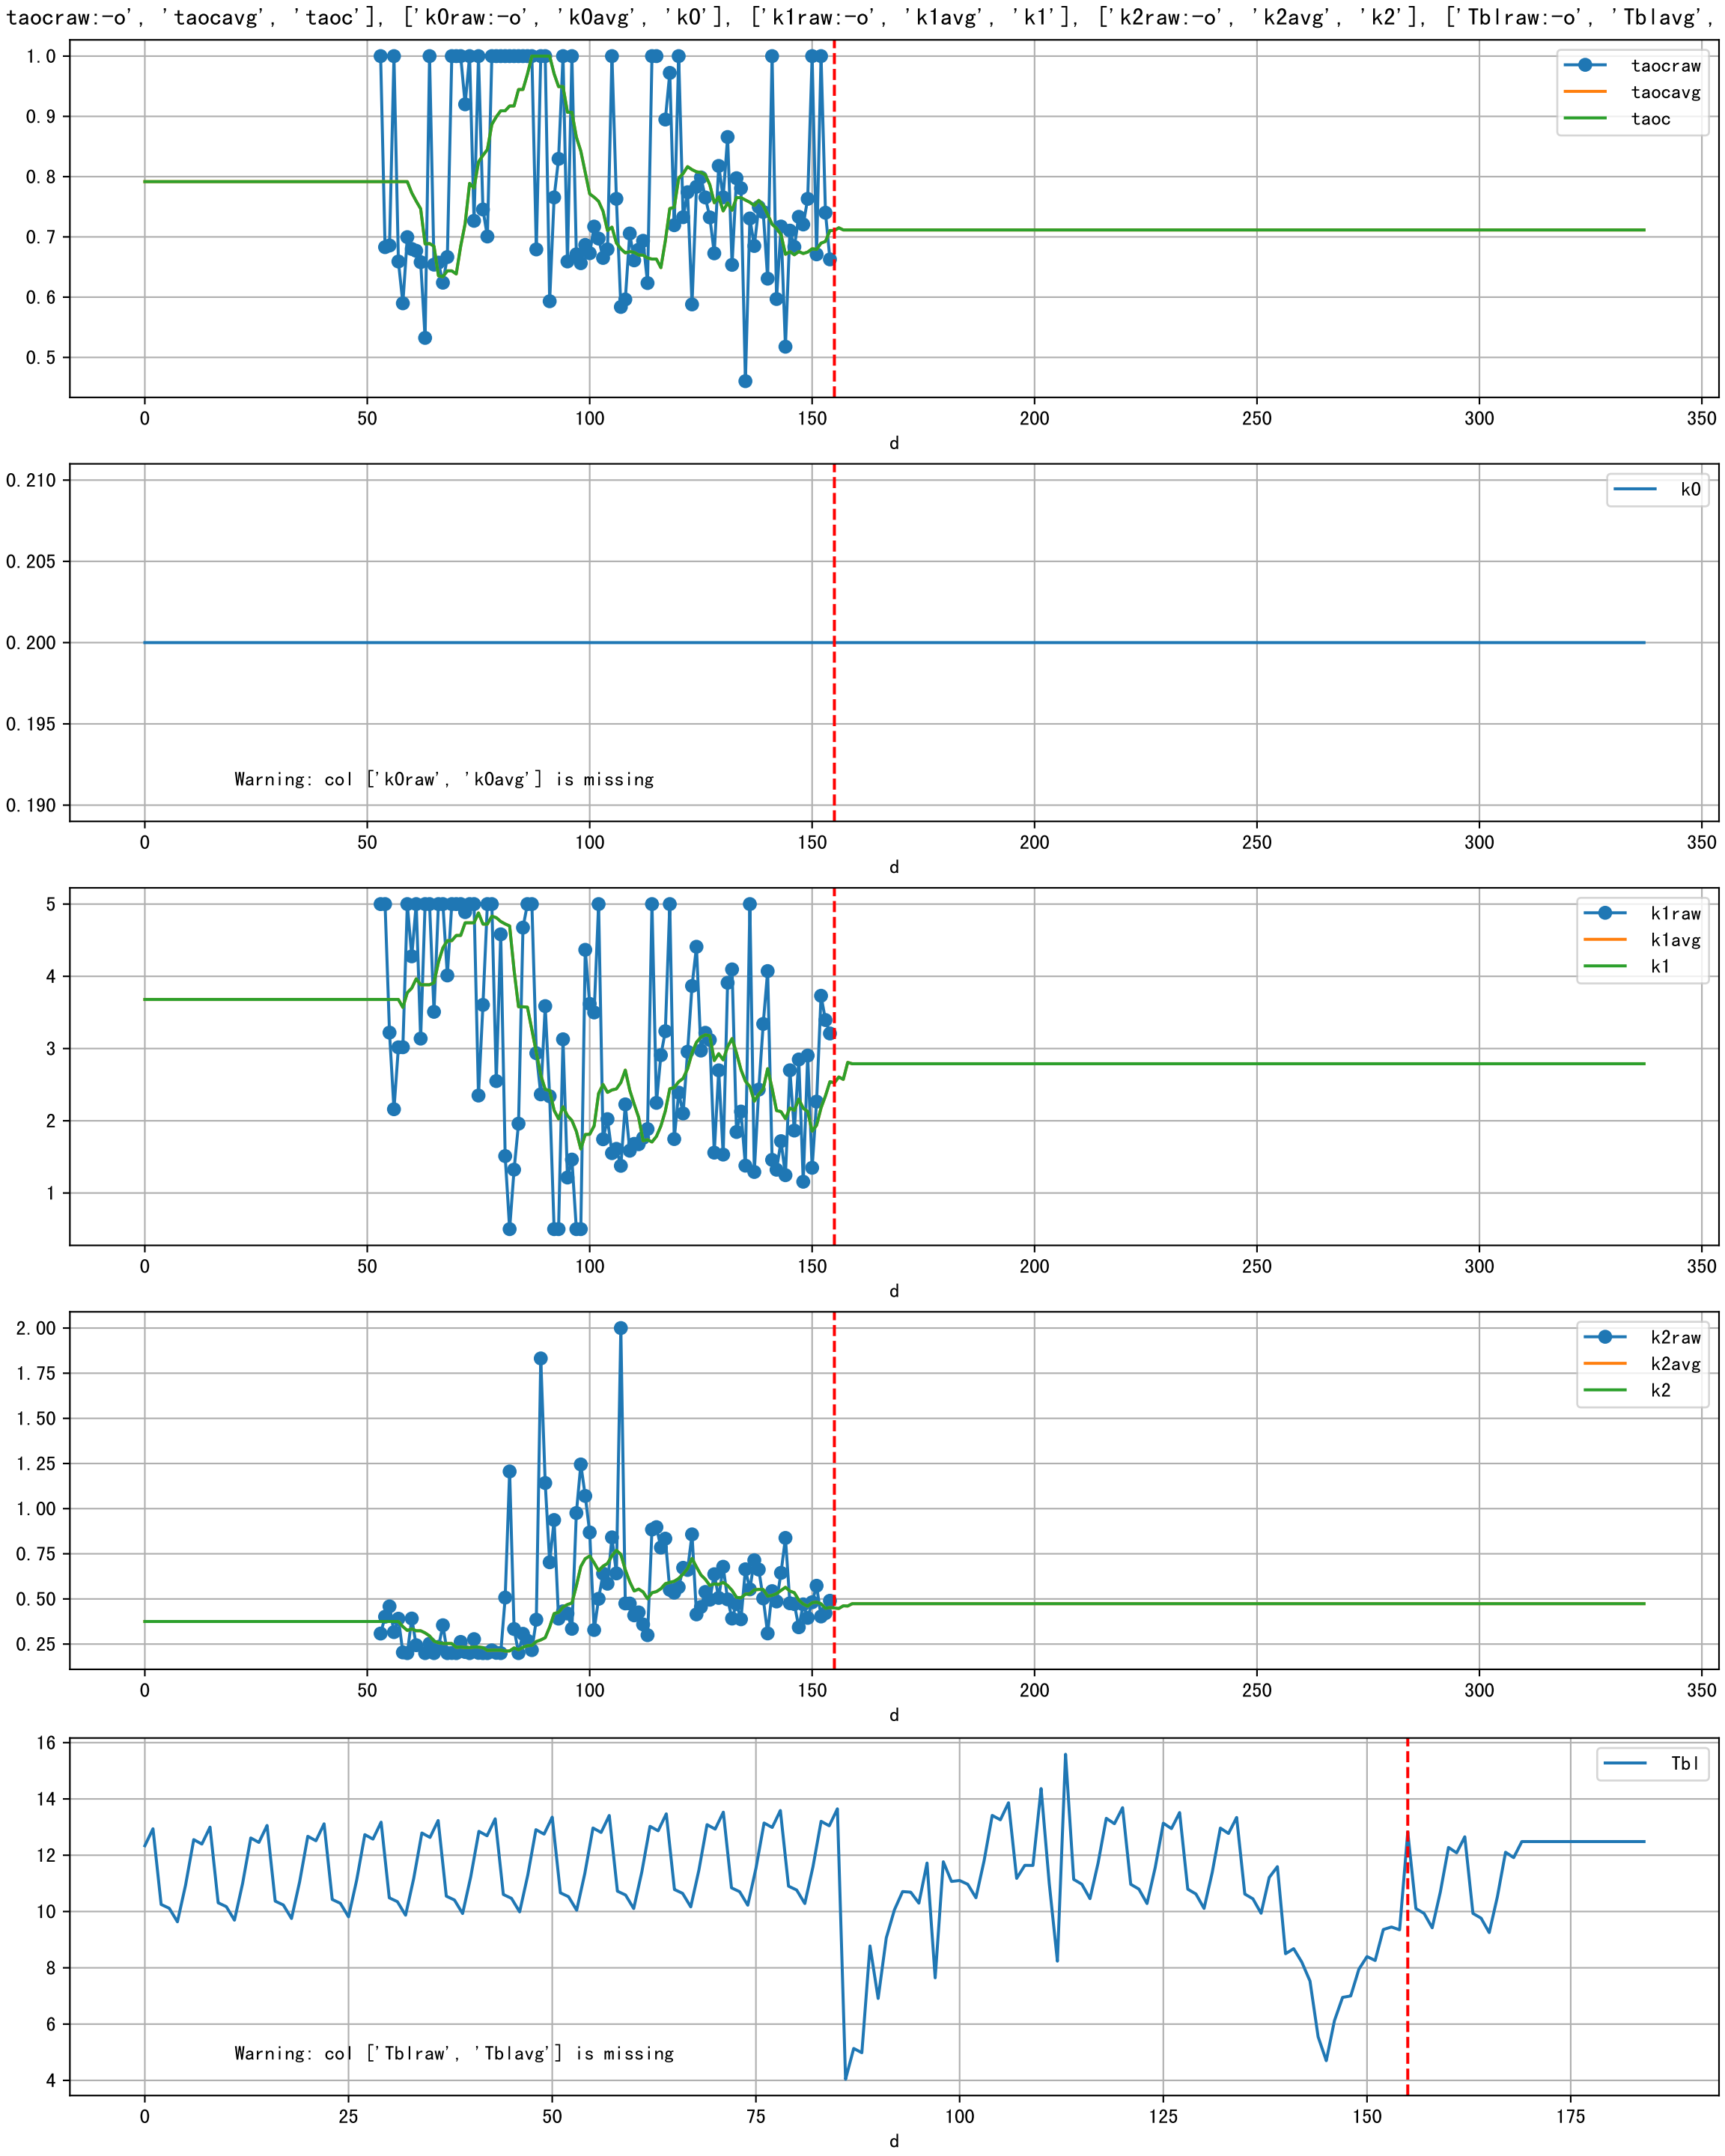 taocraw:-o', 'taocavg', 'taoc'], ['k0raw:-o', 'k0avg', 'k0'], ['k1raw:-o', 'k1avg', 'k1'], ['k2raw:-o', 'k2avg', 'k2'], ['Tblraw:-o', 'Tblavg',
1.0
0.9
0.8
0.7
0.6
0.5
taocraw
taocavg
taoc
0 50 100 150 200 250 300 350
d
0.210
0.205
0.200
0.195
0.190
k0
Warning: col ['k0raw', 'k0avg'] is missing
0 50 100 150 200 250 300 350
d
5
4
3
2
1
k1raw
k1avg
k1
0 50 100 150 200 250 300 350
d
2.00
1.75
1.50
1.25
1.00
0.75
0.50
0.25
k2raw
k2avg
k2
0 50 100 150 200 250 300 350
d
16
14
12
10
8
6
4
Tbl
Warning: col ['Tblraw', 'Tblavg'] is missing
0 25 50 75 100 125 150 175
d